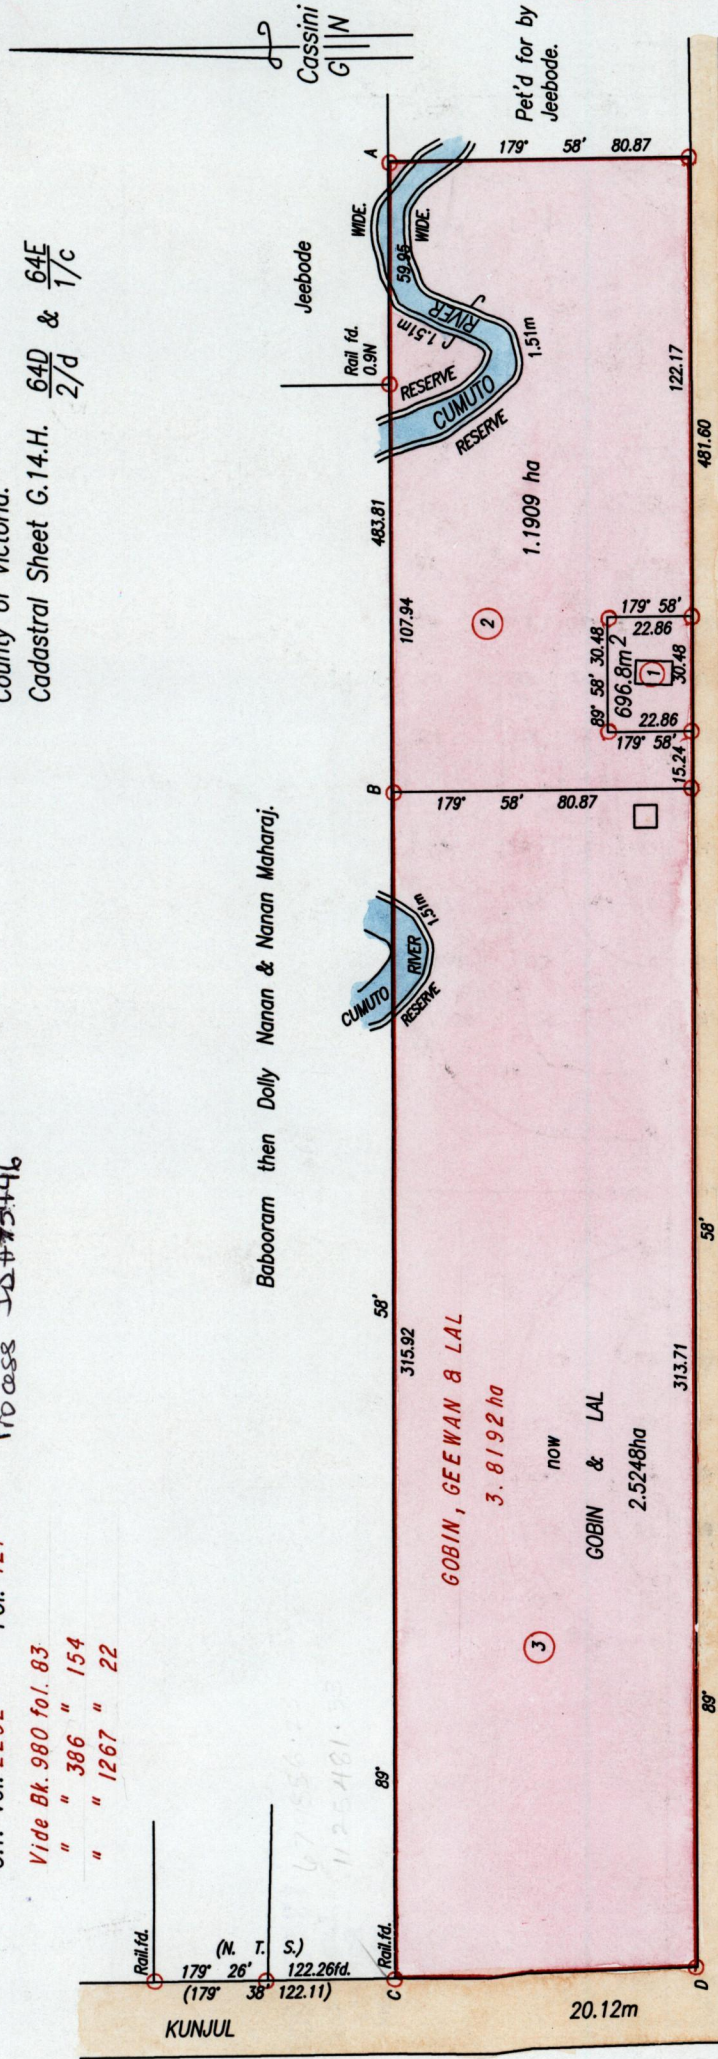 County of Victoria.
Cadastral Sheet G.14.H. 64D/2/d & 64E/1/c
Process
Vide Bk. 980 fol. 83
" " 386 " 154
" " 1267 " 22
Cassini
G N
Pet'd for by
Jeebode.
Jeebode
Rail fd.
0.9N
Babooram then Dolly Nanan & Nanan Maharaj.
Rail.fd.
(N. T. S.)
179° 26' 122.26fd.
(179° 38' 122.11)
KUNJUL
Rail.fd.
C
89°
58'
483.81
315.92
B
107.94
59.95
A
CUMUTO
RIVER
RESERVE
1.51m
WIDE.
WIDE.
RIVER
1.51m
RESERVE
CUMUTO
RESERVE
1.51m
179° 58' 80.87
179° 58' 80.87
GOBIN, GEEWAN & LAL
3.8192ha
now
GOBIN & LAL
2.5248ha
3
2
1.1909 ha
89° 58' 30.48
179° 58'
22.86
696.8m²
1
30.48
22.86
179° 58'
15.24
122.17
313.71
20.12m
D
89°
58'
481.60